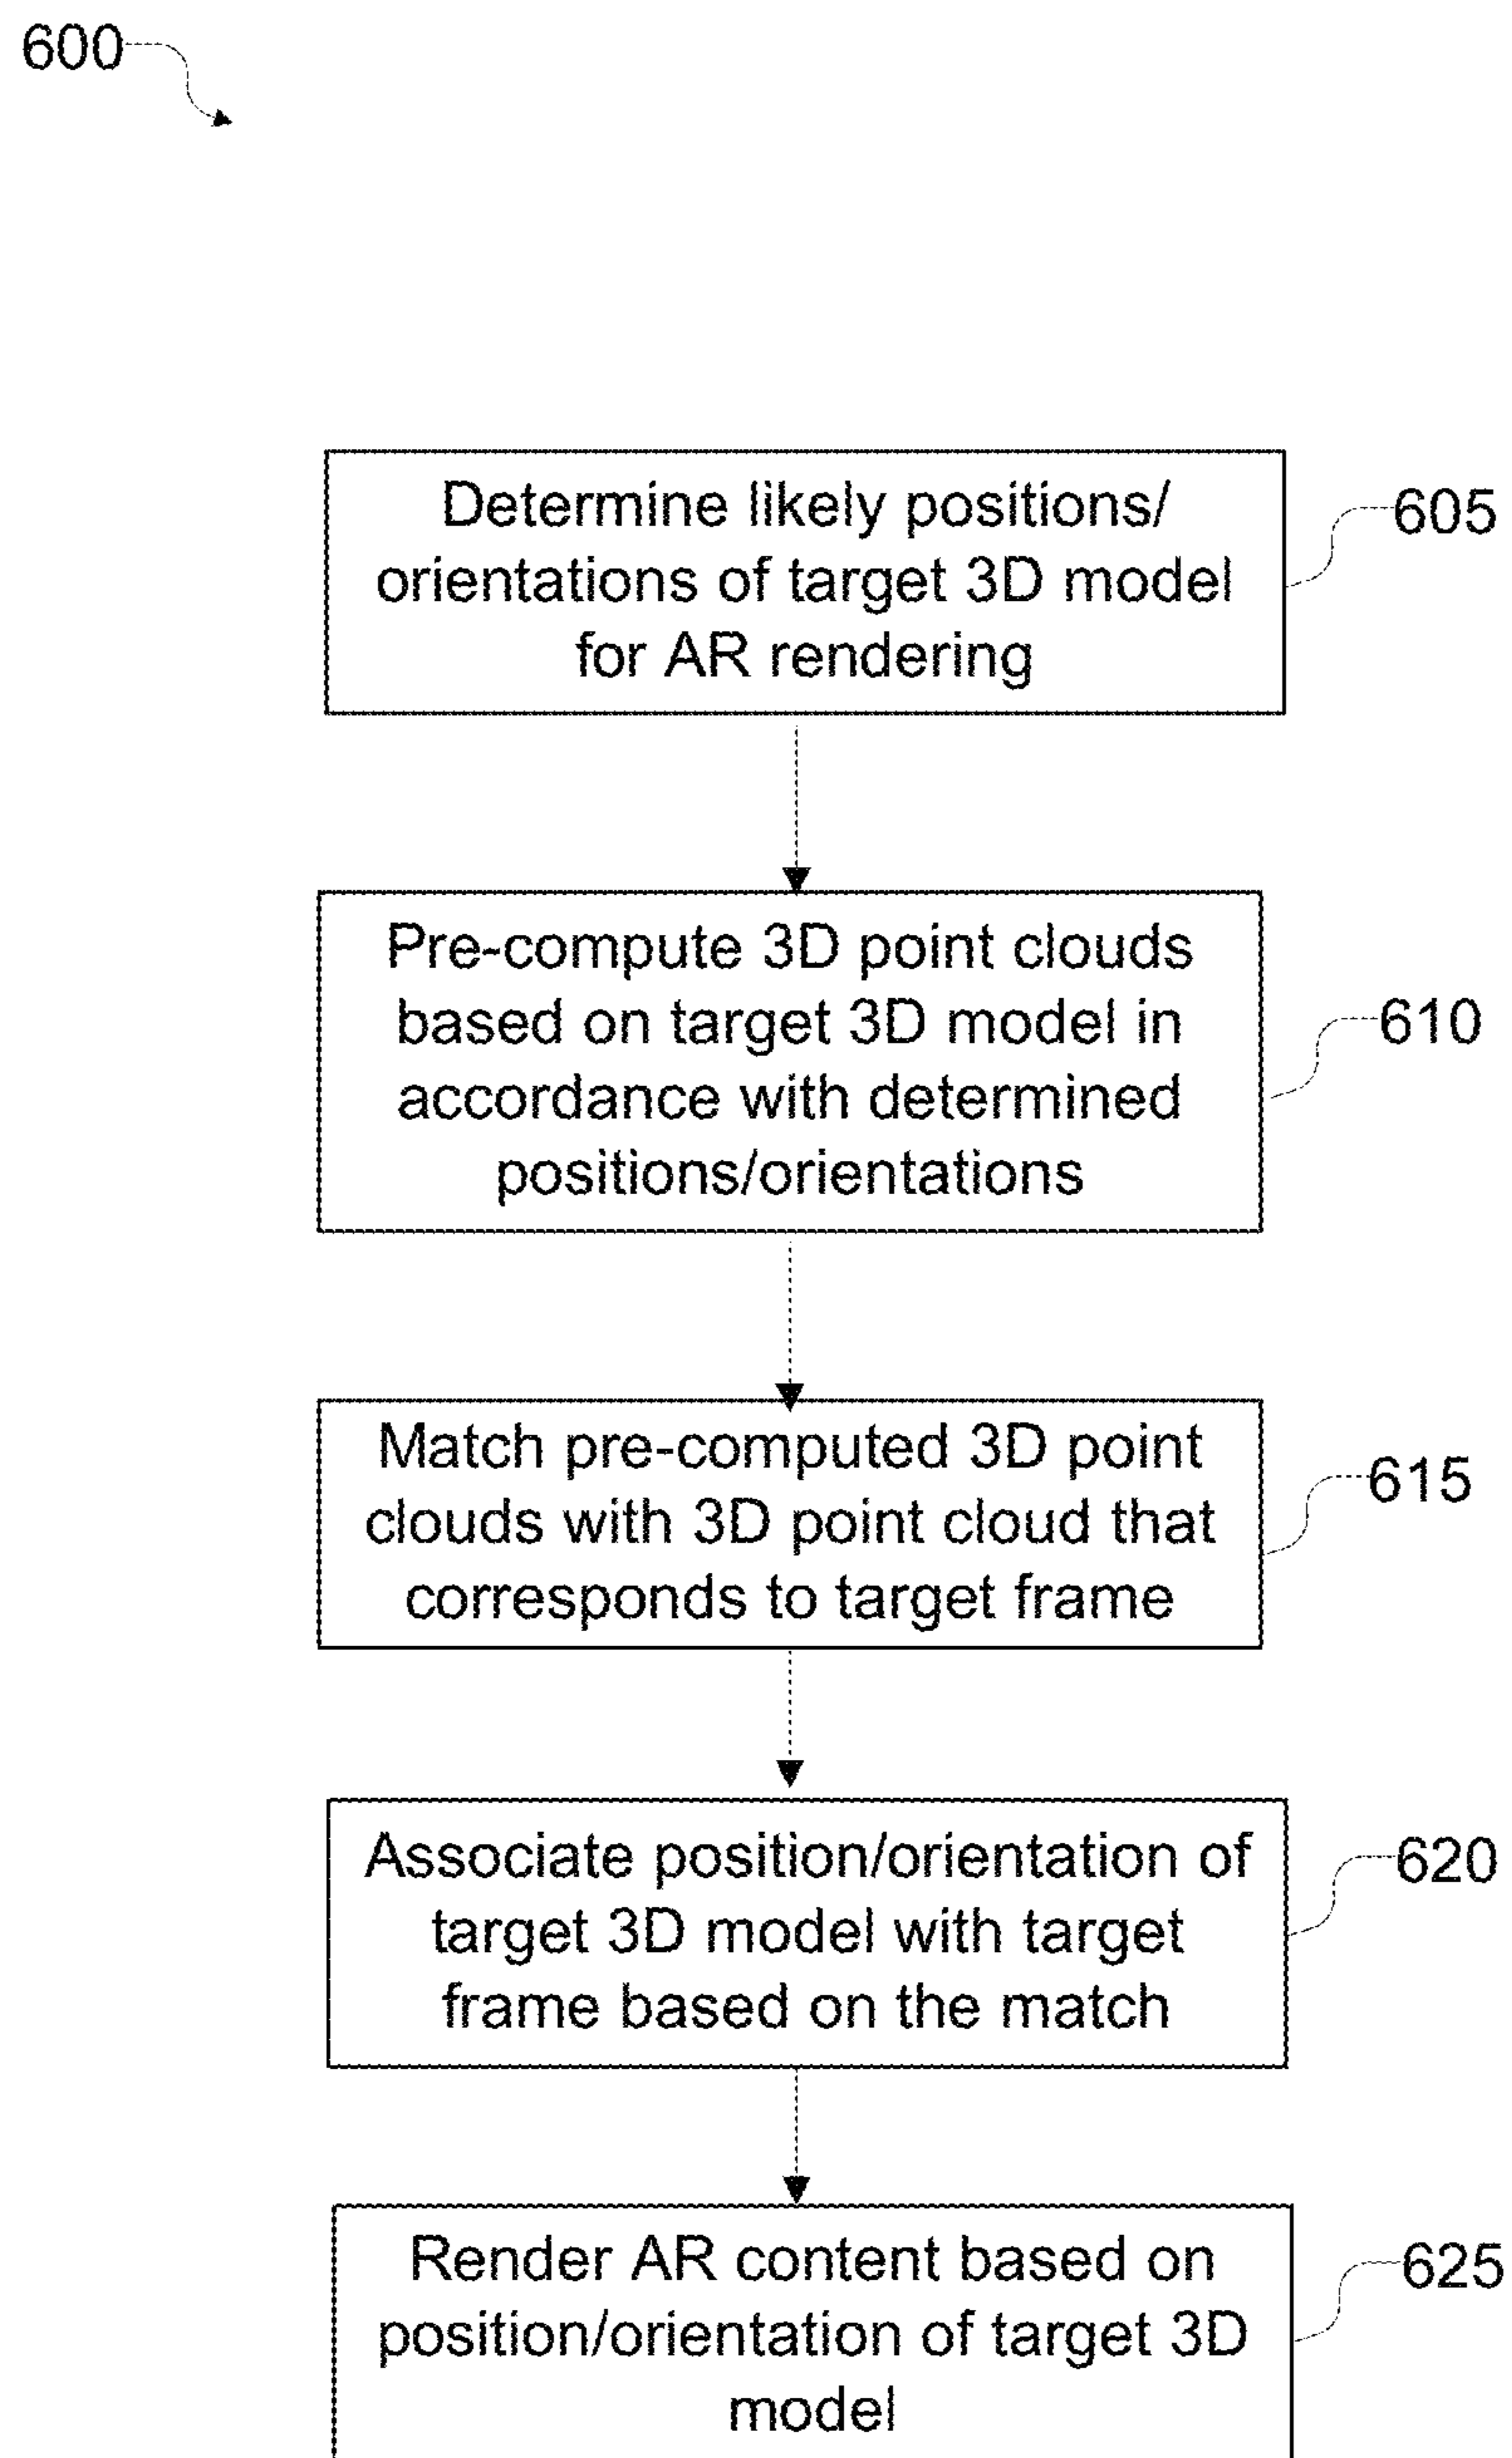 600
Determine likely positions/
orientations of target 3D model
for AR rendering
605
Pre-compute 3D point clouds
based on target 3D model in
accordance with determined
positions/orientations
610
Match pre-computed 3D point
clouds with 3D point cloud that
corresponds to target frame
615
Associate position/orientation of
target 3D model with target
frame based on the match
620
Render AR content based on
position/orientation of target 3D
model
625